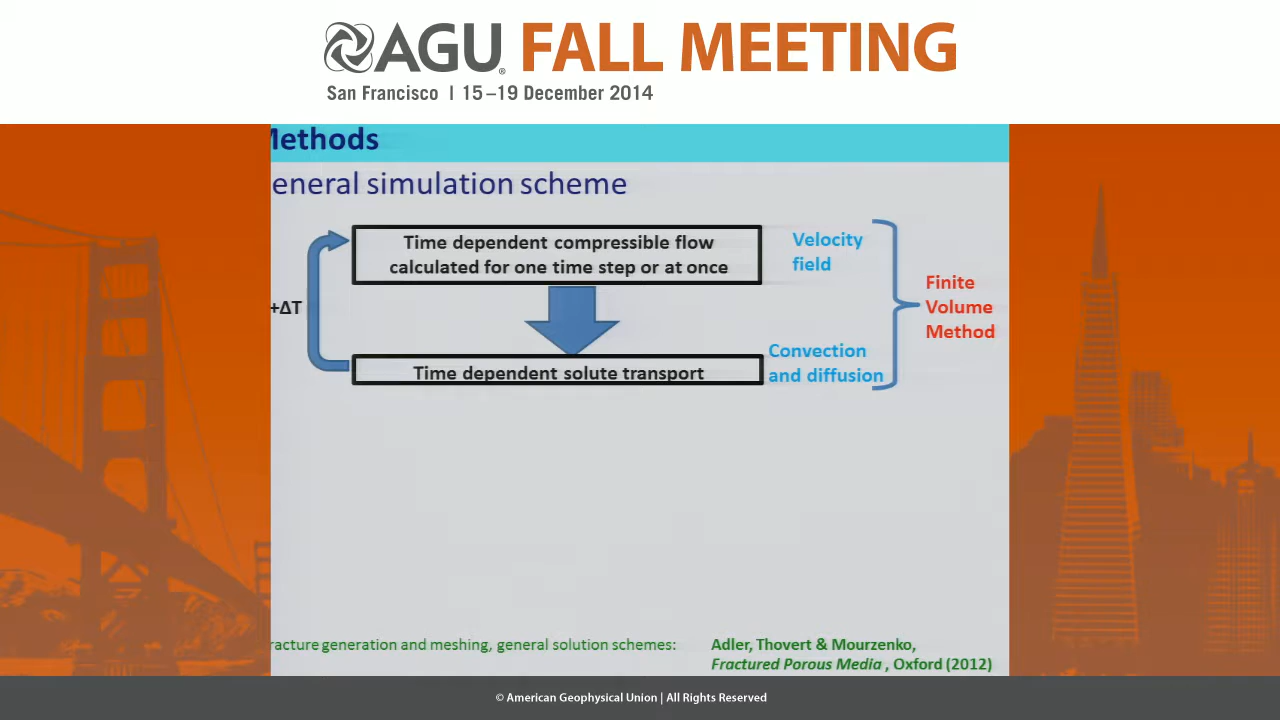 AGU FALL MEETING
San Francisco | 15–19 December 2014
Methods
eneral simulation scheme
Time dependent compressible flow
calculated for one time step or at once
Velocity
field
Finite
Volume
Method
+ΔT
Time dependent solute transport
Convection
and diffusion
racture generation and meshing, general solution schemes:
Adler, Thovert & Mourzenko,
Fractured Porous Media , Oxford (2012)
© American Geophysical Union | All Rights Reserved